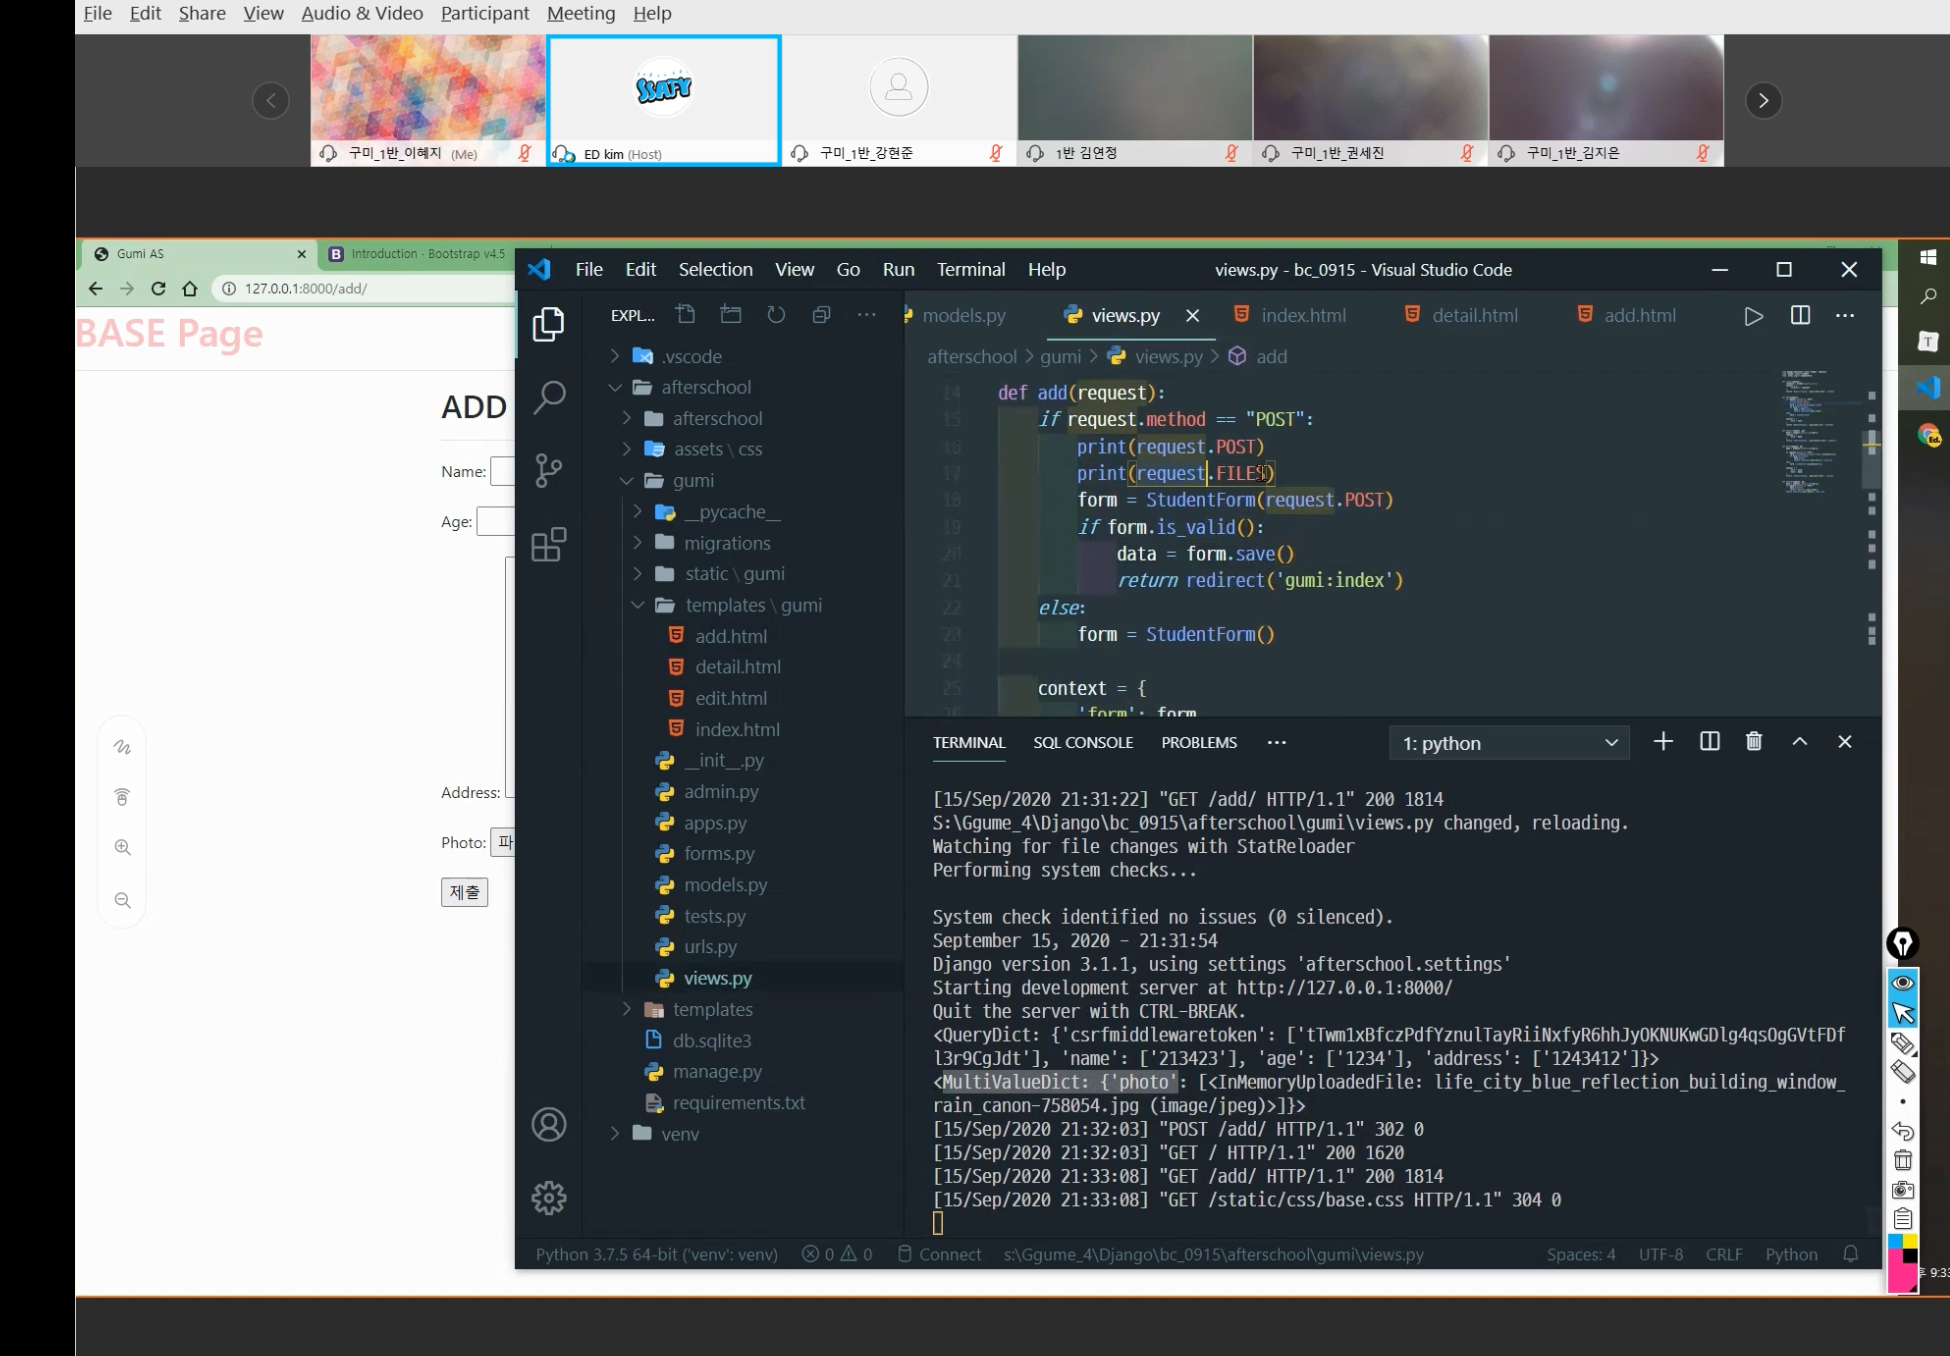 File Edit Share View Audio & Video Participant Meeting Help
SSAFY
구미_1반_이혜지 (Me)
ED kim (Host)
구미_1반_강현준
1반 김연정
구미_1반_권세진
구미_1반_김지은
Gumi AS
Introduction · Bootstrap v4.5
127.0.0.1:8000/add/
BASE Page
ADD
Name:
Age:
Address:
Photo: 파
제출
File Edit Selection View Go Run Terminal Help
views.py - bc_0915 - Visual Studio Code
EXPL...
models.py views.py index.html detail.html add.html
afterschool > gumi > views.py > add
.vscode
afterschool
afterschool
assets \ css
gumi
__pycache__
migrations
static \ gumi
templates \ gumi
add.html
detail.html
edit.html
index.html
__init__.py
admin.py
apps.py
forms.py
models.py
tests.py
urls.py
views.py
templates
db.sqlite3
manage.py
requirements.txt
venv
14 def add(request):
15 if request.method == "POST":
16 print(request.POST)
17 print(request.FILES)
18 form = StudentForm(request.POST)
19 if form.is_valid():
20 data = form.save()
21 return redirect('gumi:index')
22 else:
23 form = StudentForm()
24
25 context = {
26 'form': form
TERMINAL SQL CONSOLE PROBLEMS ··· 1: python
[15/Sep/2020 21:31:22] "GET /add/ HTTP/1.1" 200 1814
S:\Ggume_4\Django\bc_0915\afterschool\gumi\views.py changed, reloading.
Watching for file changes with StatReloader
Performing system checks...
System check identified no issues (0 silenced).
September 15, 2020 - 21:31:54
Django version 3.1.1, using settings 'afterschool.settings'
Starting development server at http://127.0.0.1:8000/
Quit the server with CTRL-BREAK.
<QueryDict: {'csrfmiddlewaretoken': ['tTwm1xBfczPdfYznulTayRiiNxfyR6hhJyOKNUKwGDlg4qsOgGVtFDf
l3r9CgJdt'], 'name': ['213423'], 'age': ['1234'], 'address': ['1243412']}>
<MultiValueDict: {'photo': [<InMemoryUploadedFile: life_city_blue_reflection_building_window_
rain_canon-758054.jpg (image/jpeg)>]}>
[15/Sep/2020 21:32:03] "POST /add/ HTTP/1.1" 302 0
[15/Sep/2020 21:32:03] "GET / HTTP/1.1" 200 1620
[15/Sep/2020 21:33:08] "GET /add/ HTTP/1.1" 200 1814
[15/Sep/2020 21:33:08] "GET /static/css/base.css HTTP/1.1" 304 0
Python 3.7.5 64-bit ('venv': venv) 0 0 Connect s:\Ggume_4\Django\bc_0915\afterschool\gumi\views.py Spaces: 4 UTF-8 CRLF Python
T
Ed.
9:33